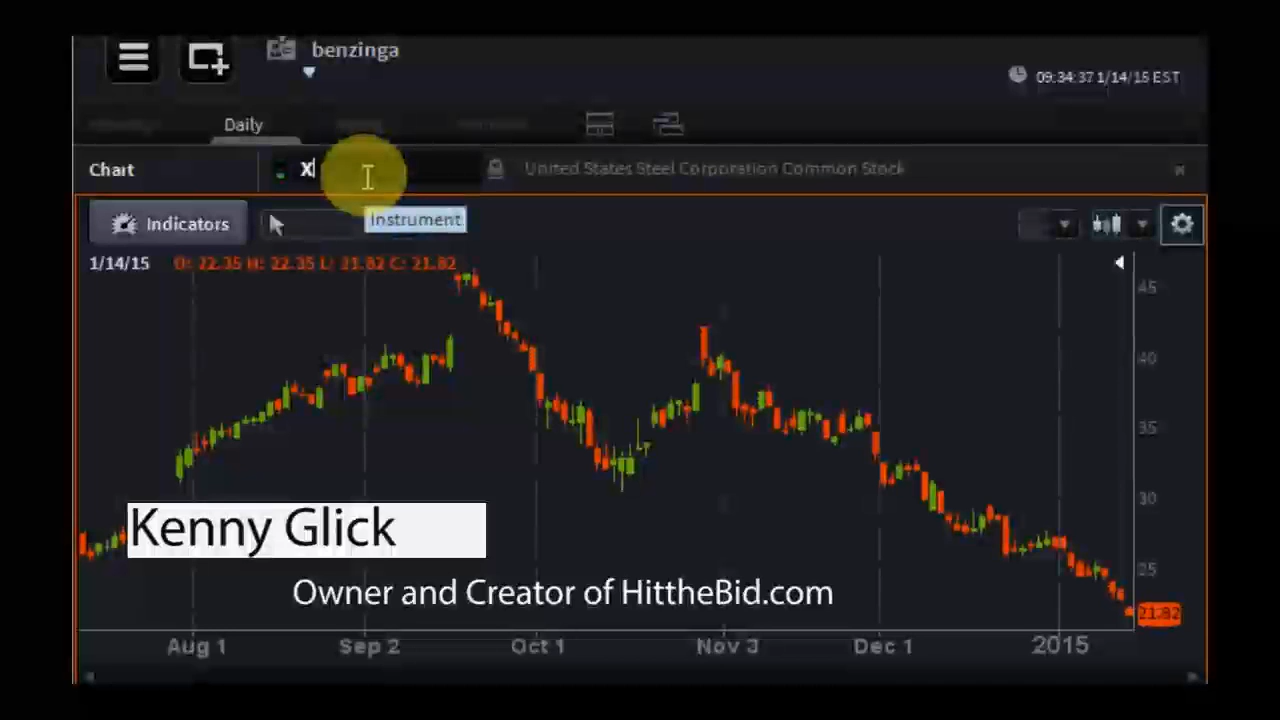 benzinga
09:34:37 1/14/15 EST
Daily
Chart
X
United States Steel Corporation Common Stock
Indicators
Instrument
1/14/15 O: 22.35 H: 22.35 L: 21.82 C: 21.82
45
40
35
30
25
21.82
Kenny Glick
Owner and Creator of HittheBid.com
Aug 1 Sep 2 Oct 1 Nov 3 Dec 1 2015